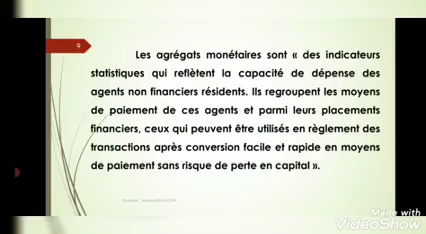 9
Les agrégats monétaires sont « des indicateurs
statistiques qui reflètent la capacité de dépense des
agents non financiers résidents. Ils regroupent les moyens
de paiement de ces agents et parmi leurs placements
financiers, ceux qui peuvent être utilisés en règlement des
transactions après conversion facile et rapide en moyens
de paiement sans risque de perte en capital ».
Made with
VideoShow